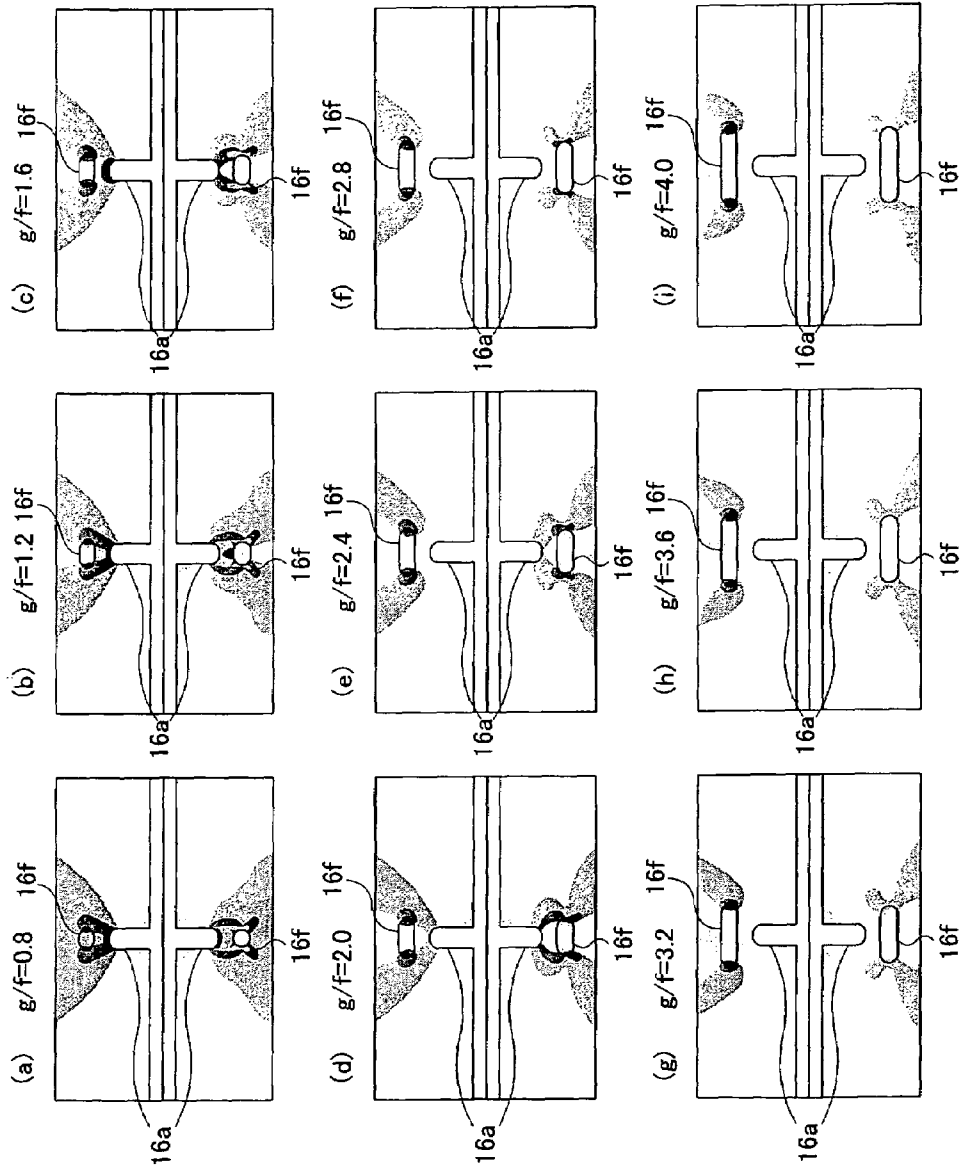 (a) g/f=0.8
16f
16a
16f
(b) g/f=1.2
16f
16a
16f
(c) g/f=1.6
16f
16a
16f
(d) g/f=2.0
16f
16a
16f
(e) g/f=2.4
16f
16a
16f
(f) g/f=2.8
16f
16a
16f
(g) g/f=3.2
16f
16a
16f
(h) g/f=3.6
16f
16a
16f
(i) g/f=4.0
16f
16a
16f